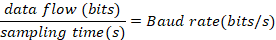 data flow (bits)
sampling time(s) = Baud rate(bits/s)